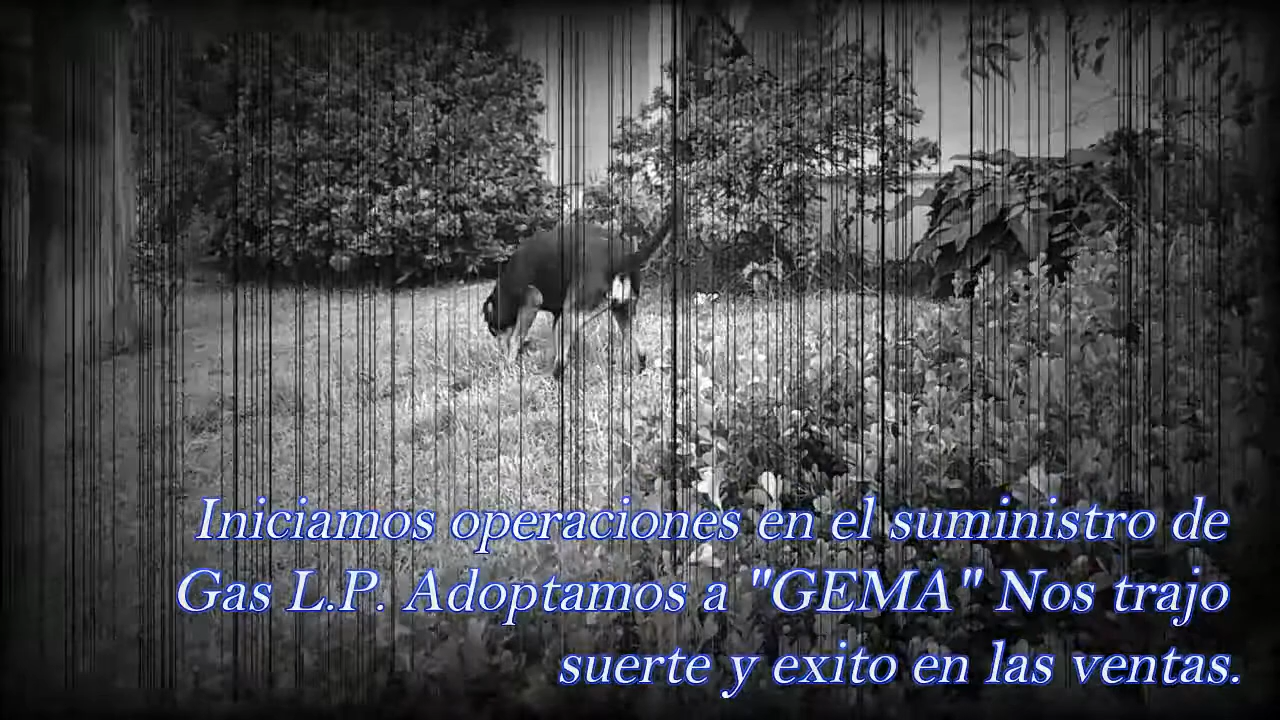 Iniciamos operaciones en el suministro de
Gas L.P. Adoptamos a "GEMA" Nos trajo
suerte y exito en las ventas.